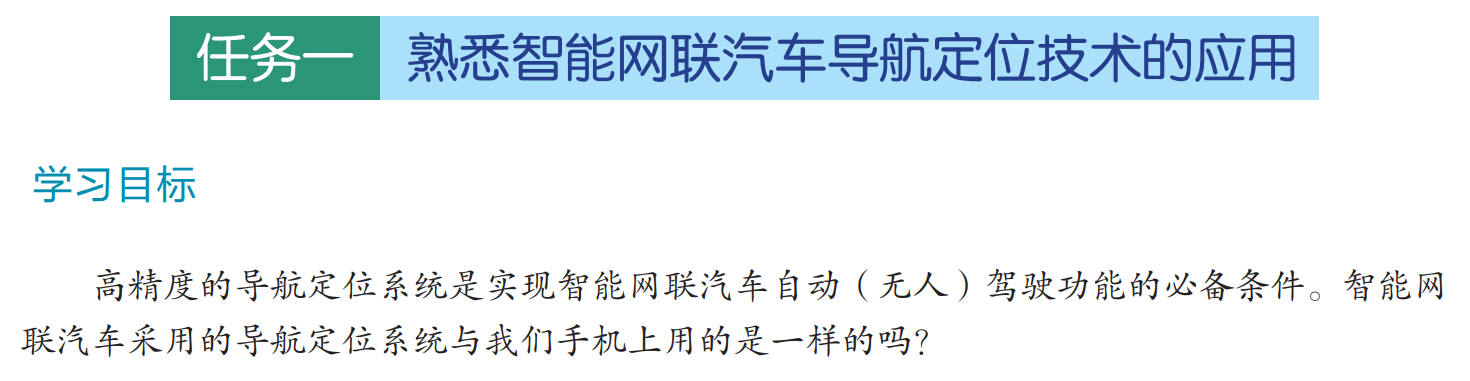 任务一 熟悉智能网联汽车导航定位技术的应用
学习目标
高精度的导航定位系统是实现智能网联汽车自动（无人）驾驶功能的必备条件。智能网
联汽车采用的导航定位系统与我们手机上用的是一样的吗？